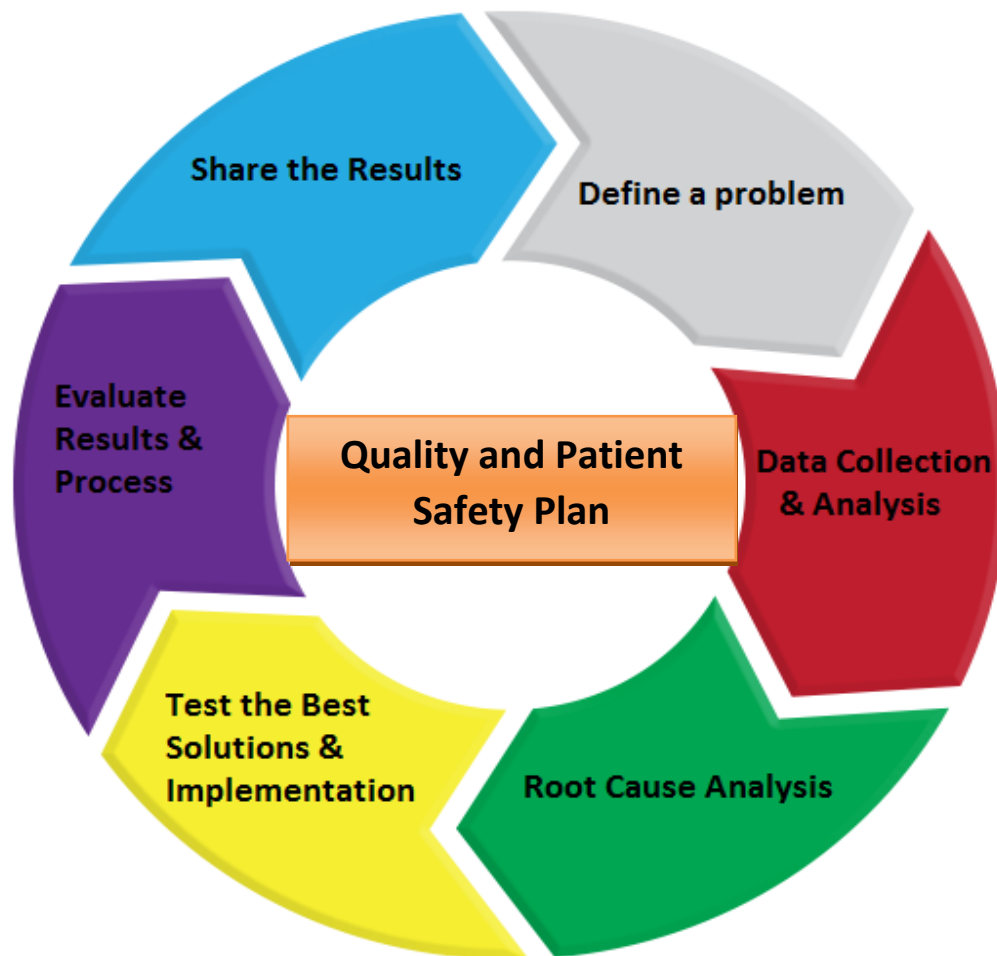 Share the Results
Define a problem
Data Collection
& Analysis
Root Cause Analysis
Test the Best
Solutions &
Implementation
Evaluate
Results &
Process
Quality and Patient
Safety Plan